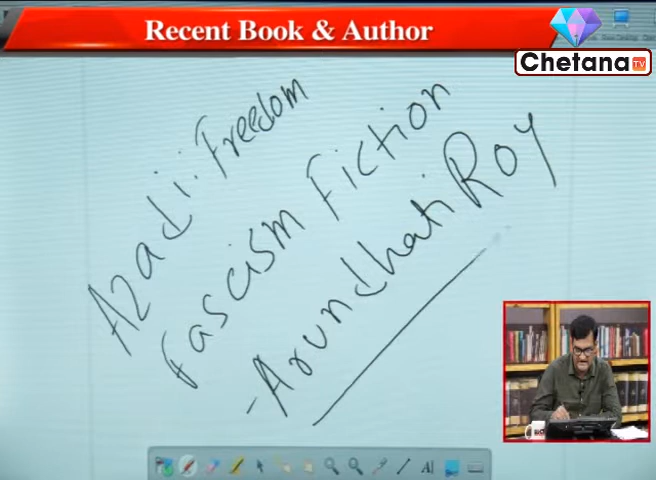 Recent Book & Author
Chetana TV
Azadi: Freedom
Fascism Fiction
- Arundhati Roy